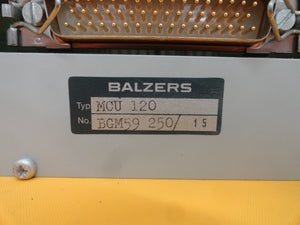 BALZERS
Typ MCU 120
No. BGM59 250/ 15